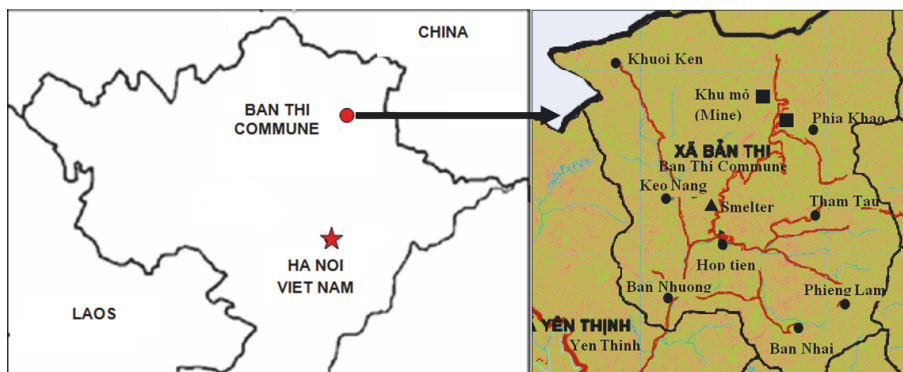 CHINA
BAN THI
COMMUNE
HA NOI
VIET NAM
LAOS
Khuoi Ken
Khu mỏ
(Mine)
Phia Khao
XÃ BẢN THI
Ban Thi Commune
Keo Nang
Smelter
Tham Tau
Hop tien
Ban Nhuong
Phieng Lam
YÊN THỊNH
Yen Thinh
Ban Nhai